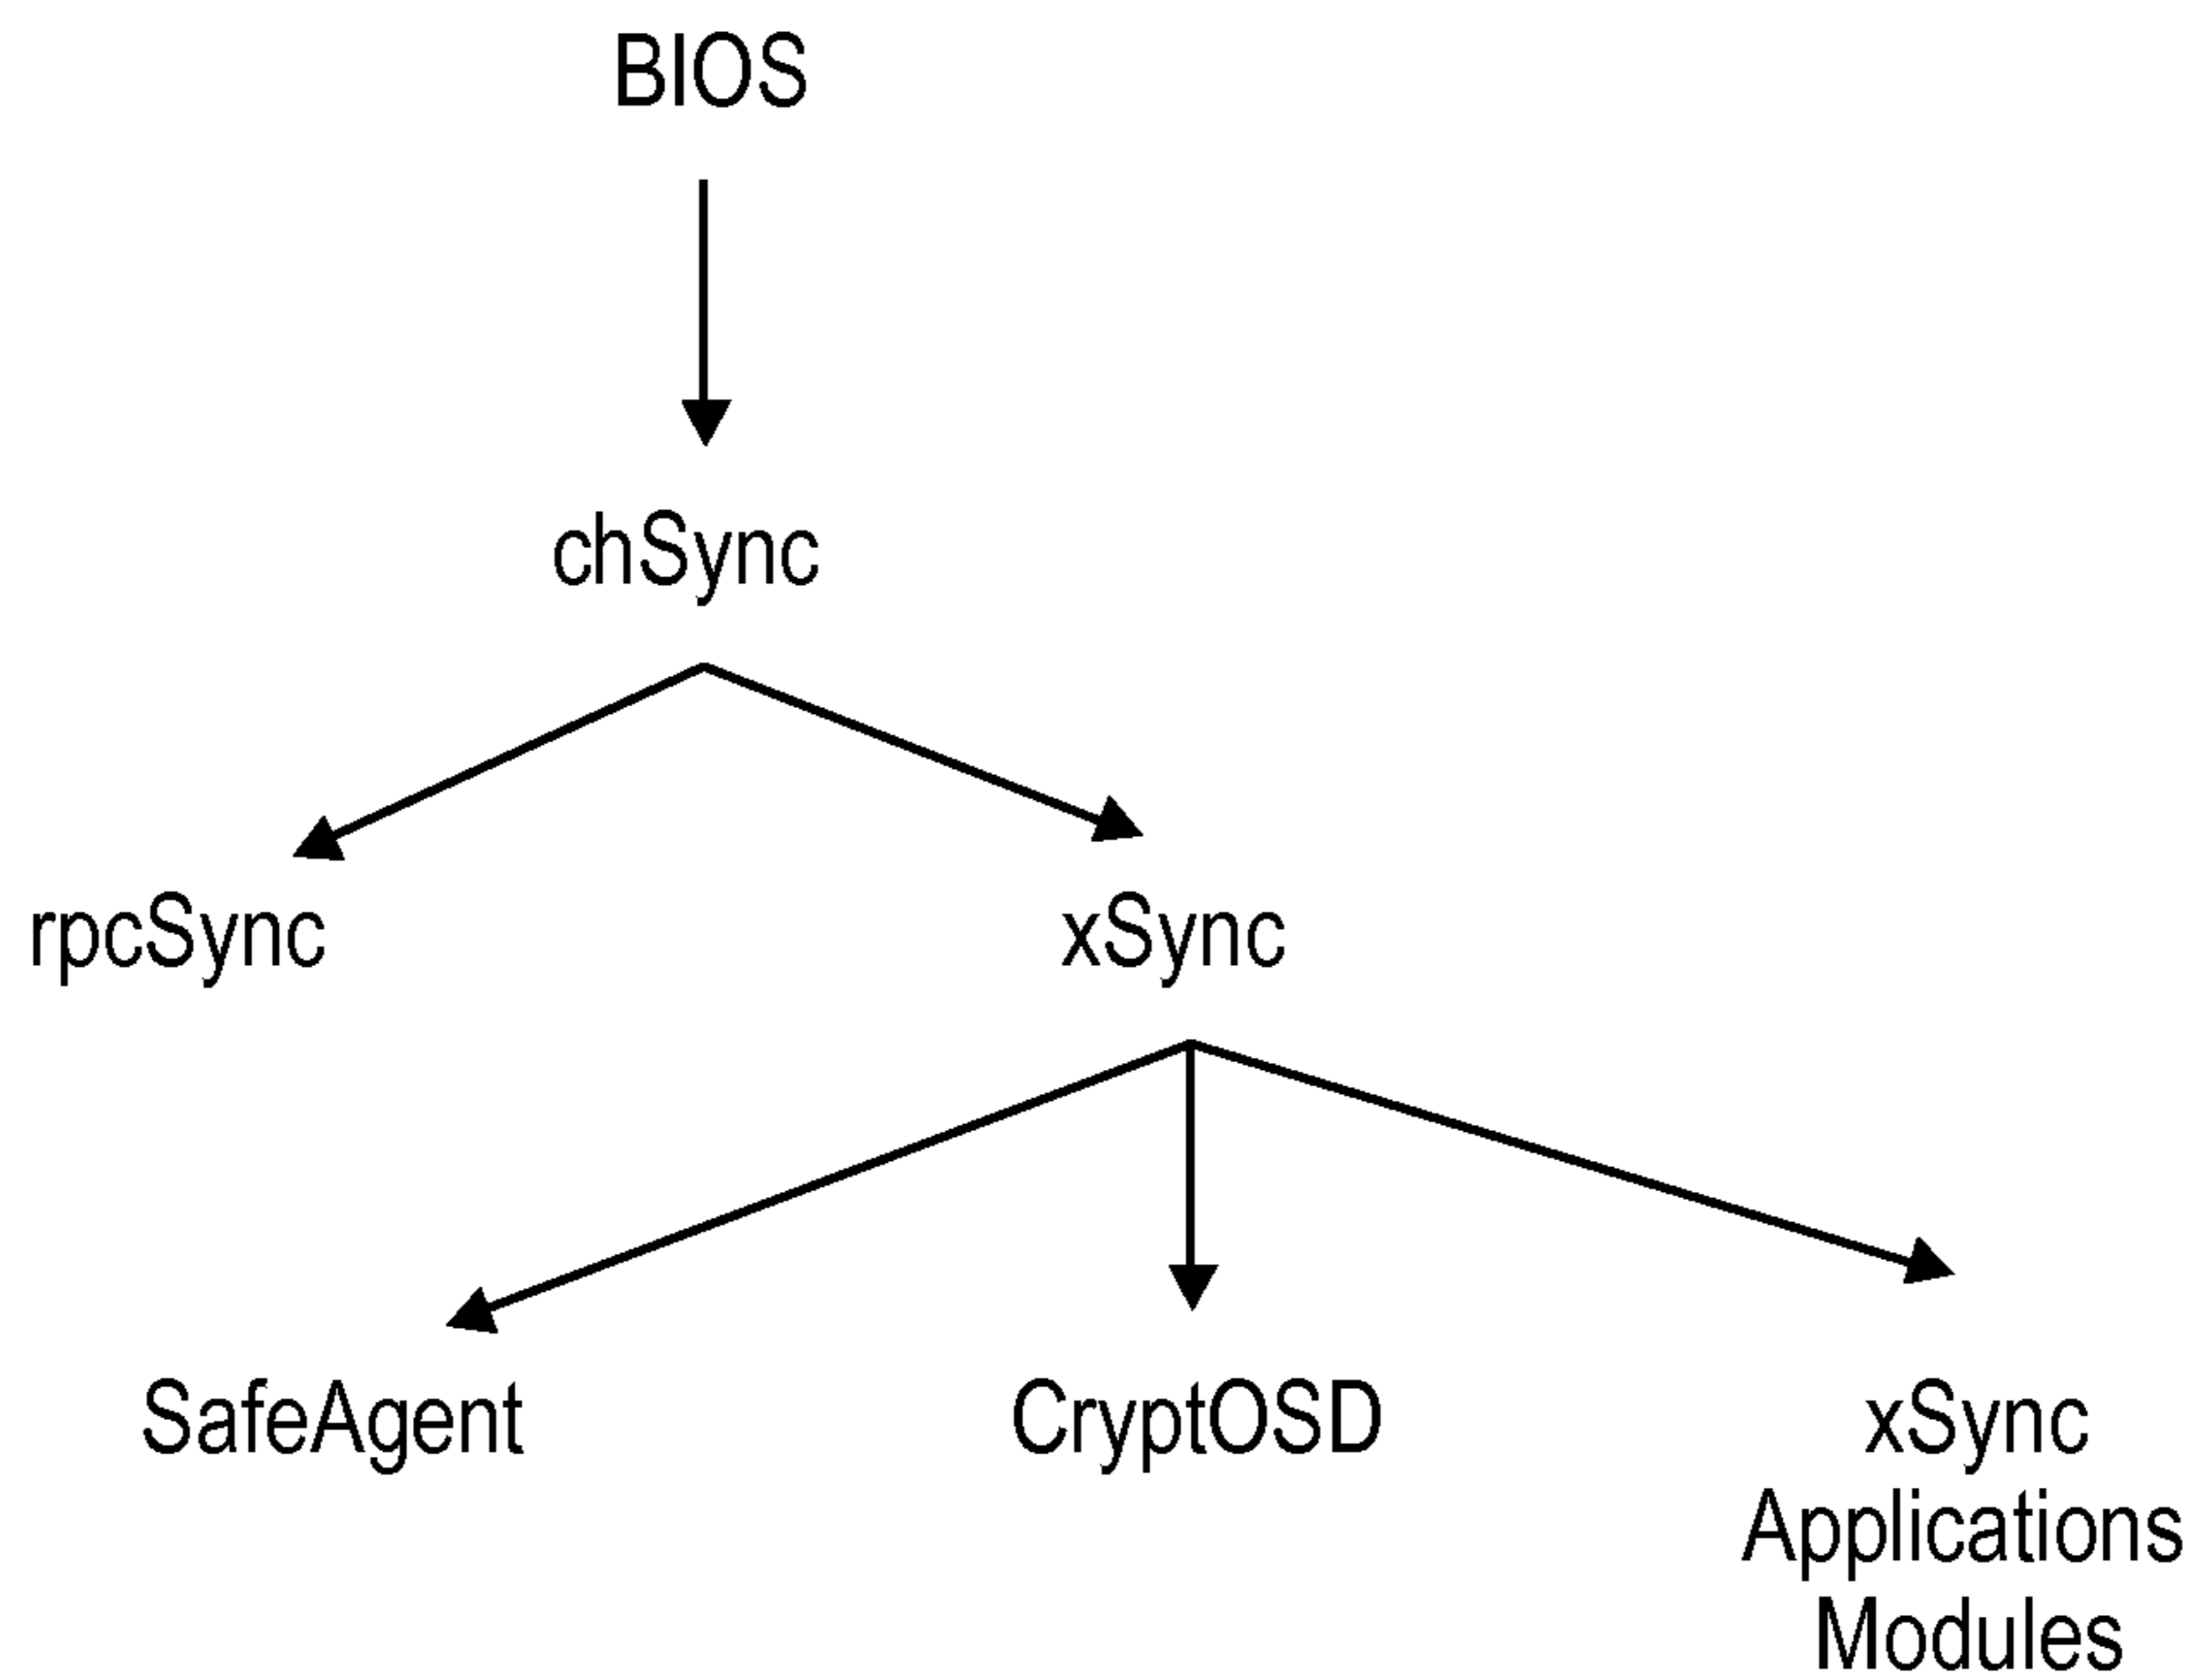 BIOS
chSync
rpcSync
xSync
SafeAgent
CryptOSD
xSync
Applications
Modules